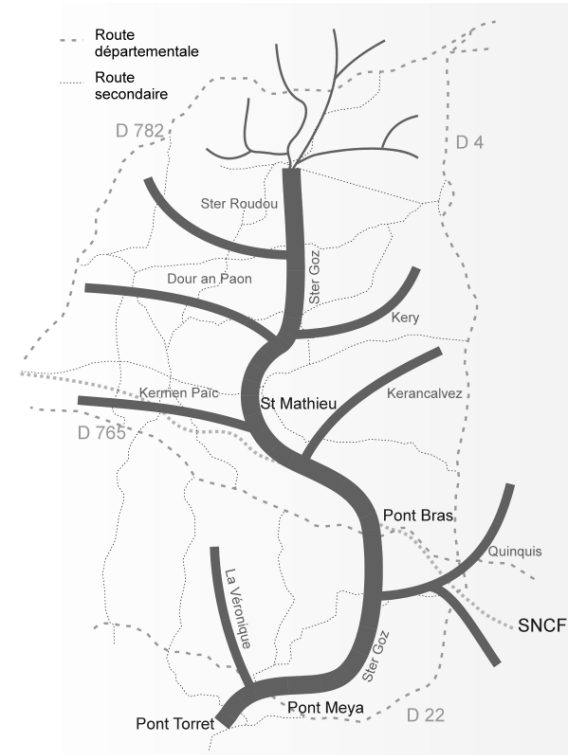 Route
départementale
Route
secondaire
D 782
D 4
Ster Roudou
Ster Goz
Dour an Paon
Kery
Kermen Païc
St Mathieu
Kerancalvez
D 765
Pont Bras
Quinquis
La Véronique
SNCF
Ster Goz
Pont Meya
D 22
Pont Torret